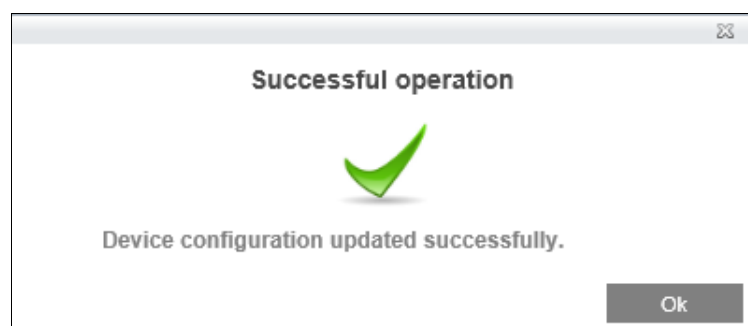 Successful operation
Device configuration updated successfully.
Ok